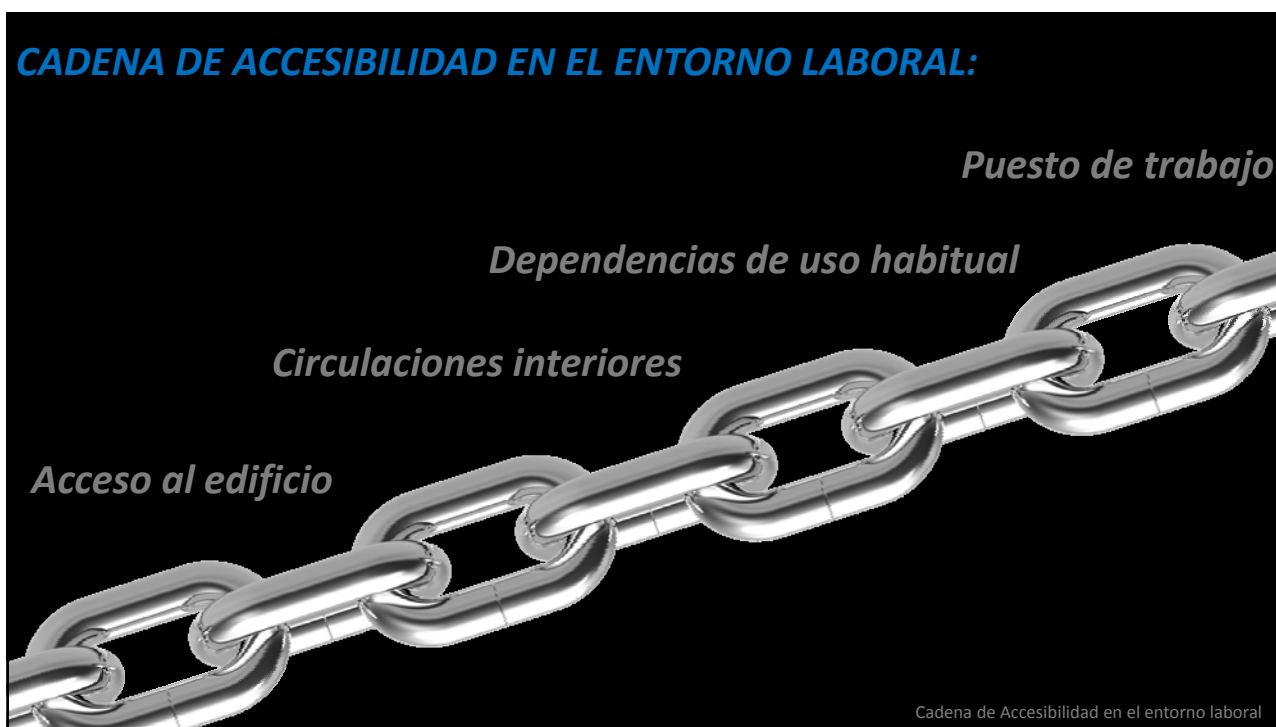 CADENA DE ACCESIBILIDAD EN EL ENTORNO LABORAL:
Puesto de trabajo
Dependencias de uso habitual
Circulaciones interiores
Acceso al edificio
Cadena de Accesibilidad en el entorno laboral